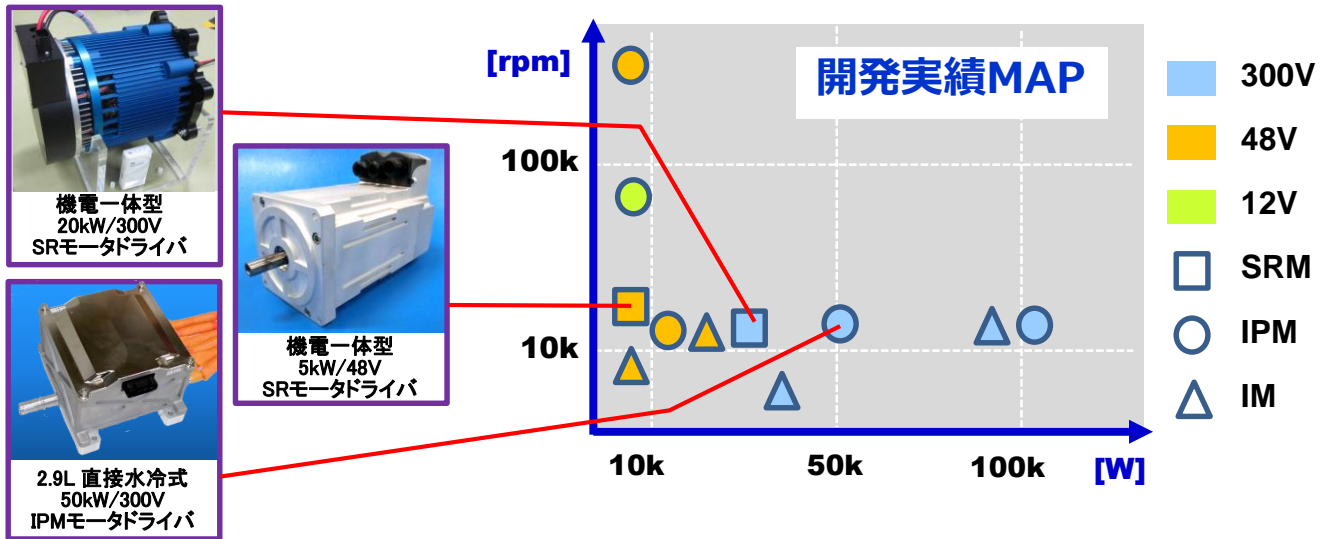 機電一体型
20kW/300V
SRモータドライバ
機電一体型
5kW/48V
SRモータドライバ
2.9L 直接水冷式
50kW/300V
IPMモータドライバ
開発実績MAP
[rpm]
100k
10k
10k
50k
100k
[W]
300V
48V
12V
SRM
IPM
IM